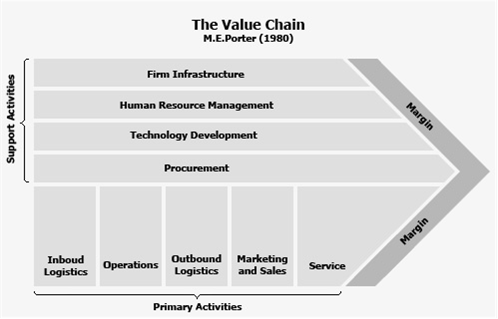 The Value Chain
M.E.Porter (1980)
Support Activities
Firm Infrastructure
Human Resource Management
Technology Development
Procurement
Margin
Margin
Inboud
Logistics
Operations
Outbound
Logistics
Marketing
and Sales
Service
Primary Activities